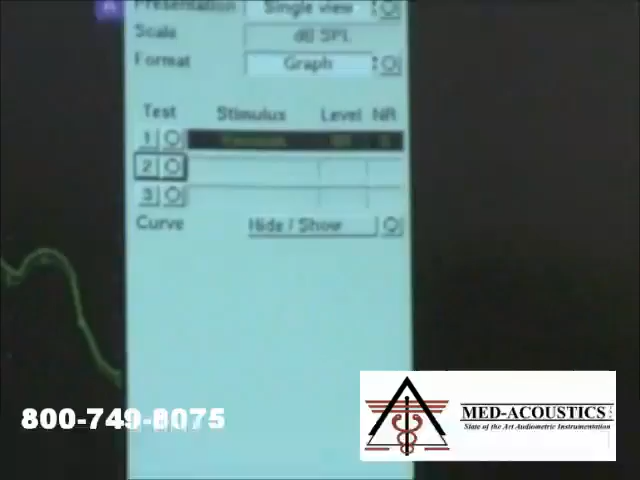 Presentation Single view
Scale dB SPL
Format Graph
Test Stimulus Level NR
1
2
3
Curve Hide / Show
800-749-8075
MED-ACOUSTICS
State of the Art Audiometric Instrumentation